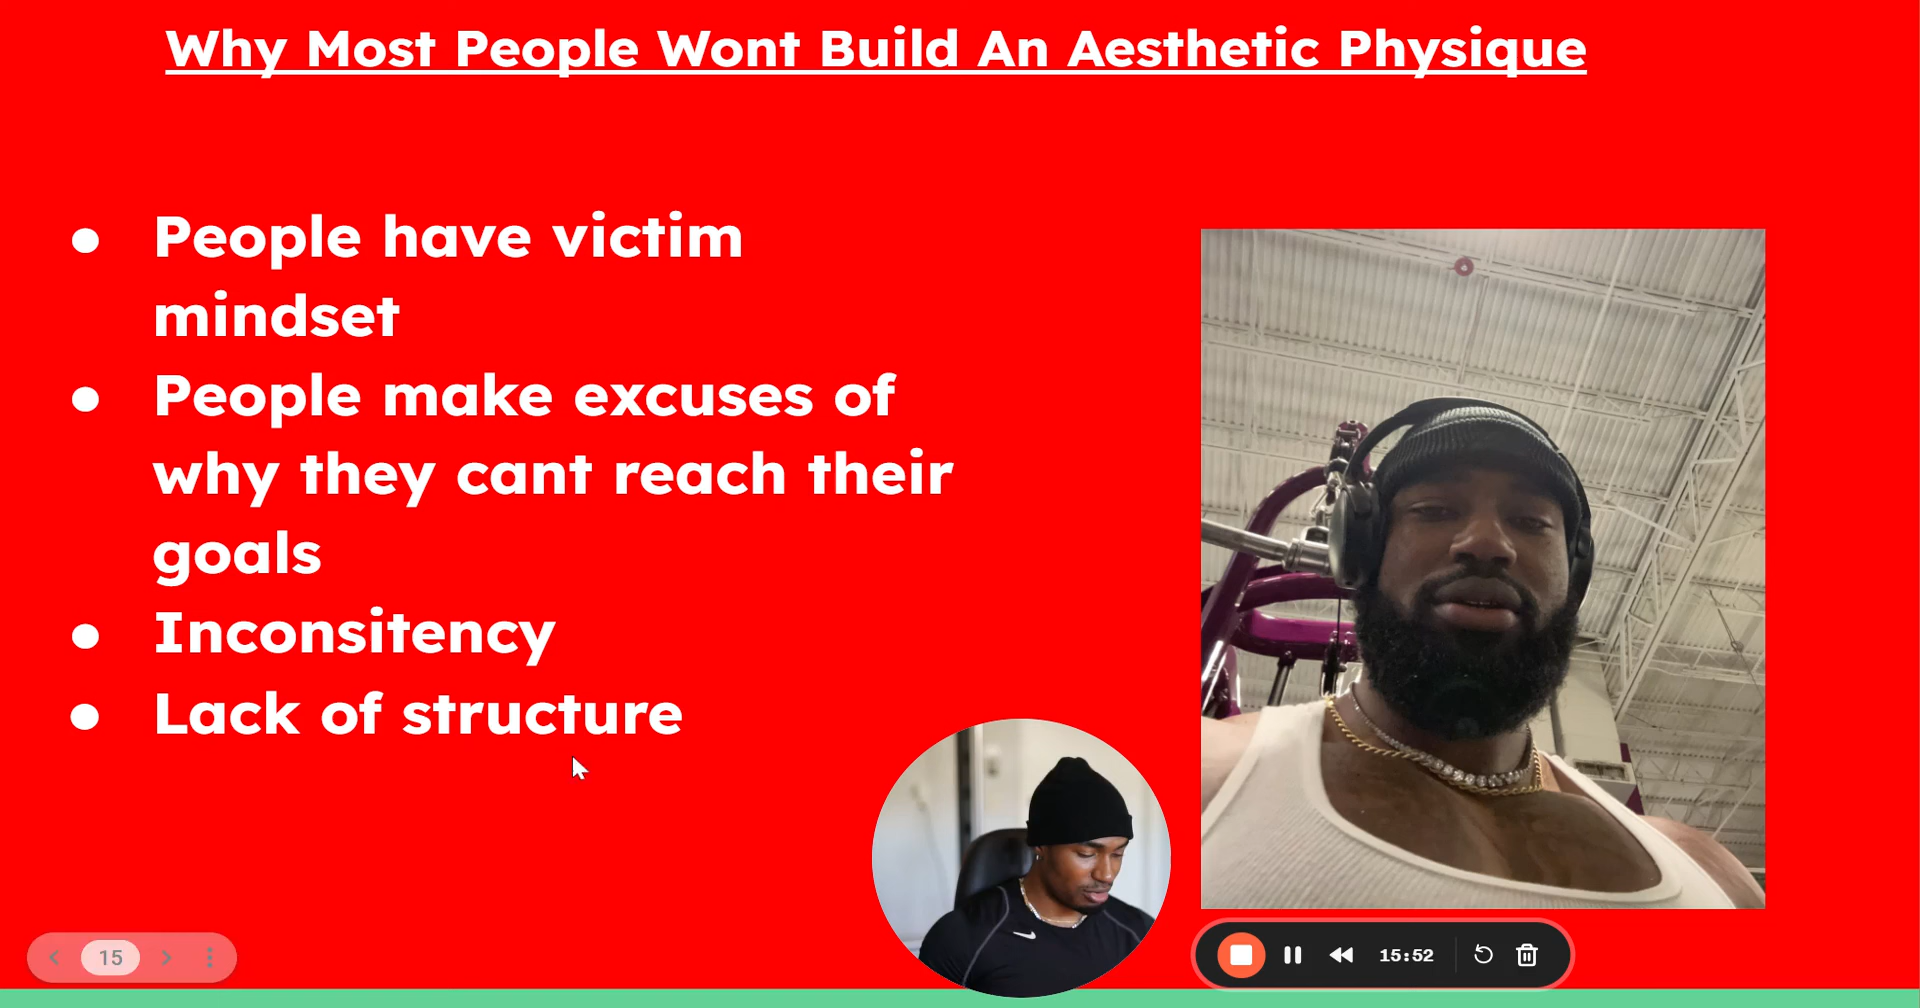 Why Most People Wont Build An Aesthetic Physique
● People have victim
mindset
● People make excuses of
why they cant reach their
goals
● Inconsitency
● Lack of structure
15
15:52